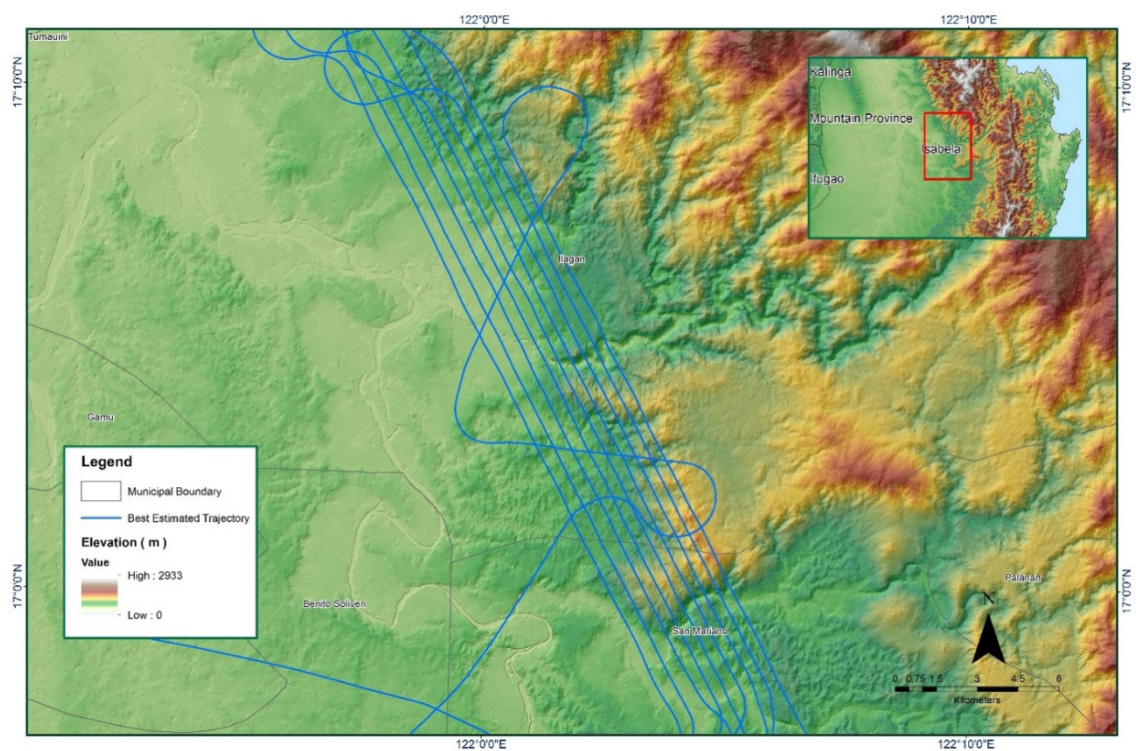 122°0'0"E
122°10'0"E
Tumauini
17°10'0"N
17°10'0"N
Kalinga
Mountain Province
Isabela
Ifugao
Ilagan
Gamu
Legend
Municipal Boundary
Best Estimated Trajectory
Elevation ( m )
Value
High : 2933
Low : 0
17°0'0"N
17°0'0"N
Benito Soliven
Palanan
San Mariano
N
0 0.75 1.5 3 4.5 6
Kilometers
122°0'0"E
122°10'0"E